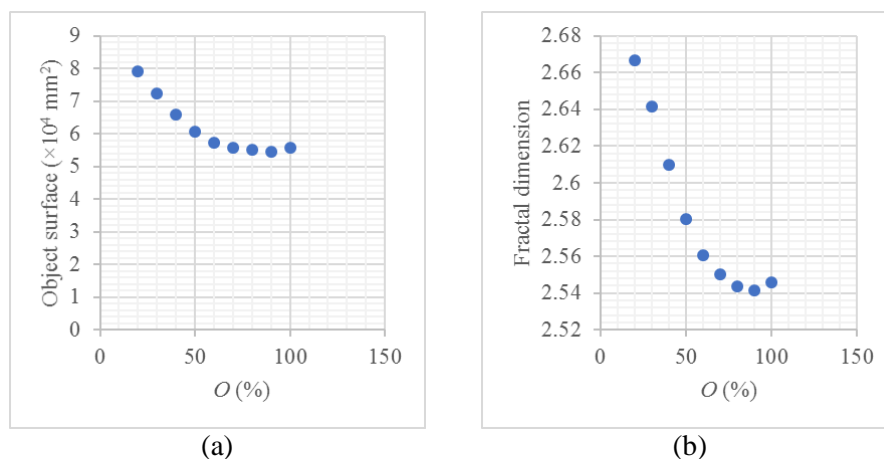 9
8
7
6
5
4
3
2
1
0
Object surface (×10⁴ mm²)
0 50 100 150
O (%)
(a)
2.68
2.66
2.64
2.62
2.6
2.58
2.56
2.54
2.52
Fractal dimension
0 50 100 150
O (%)
(b)